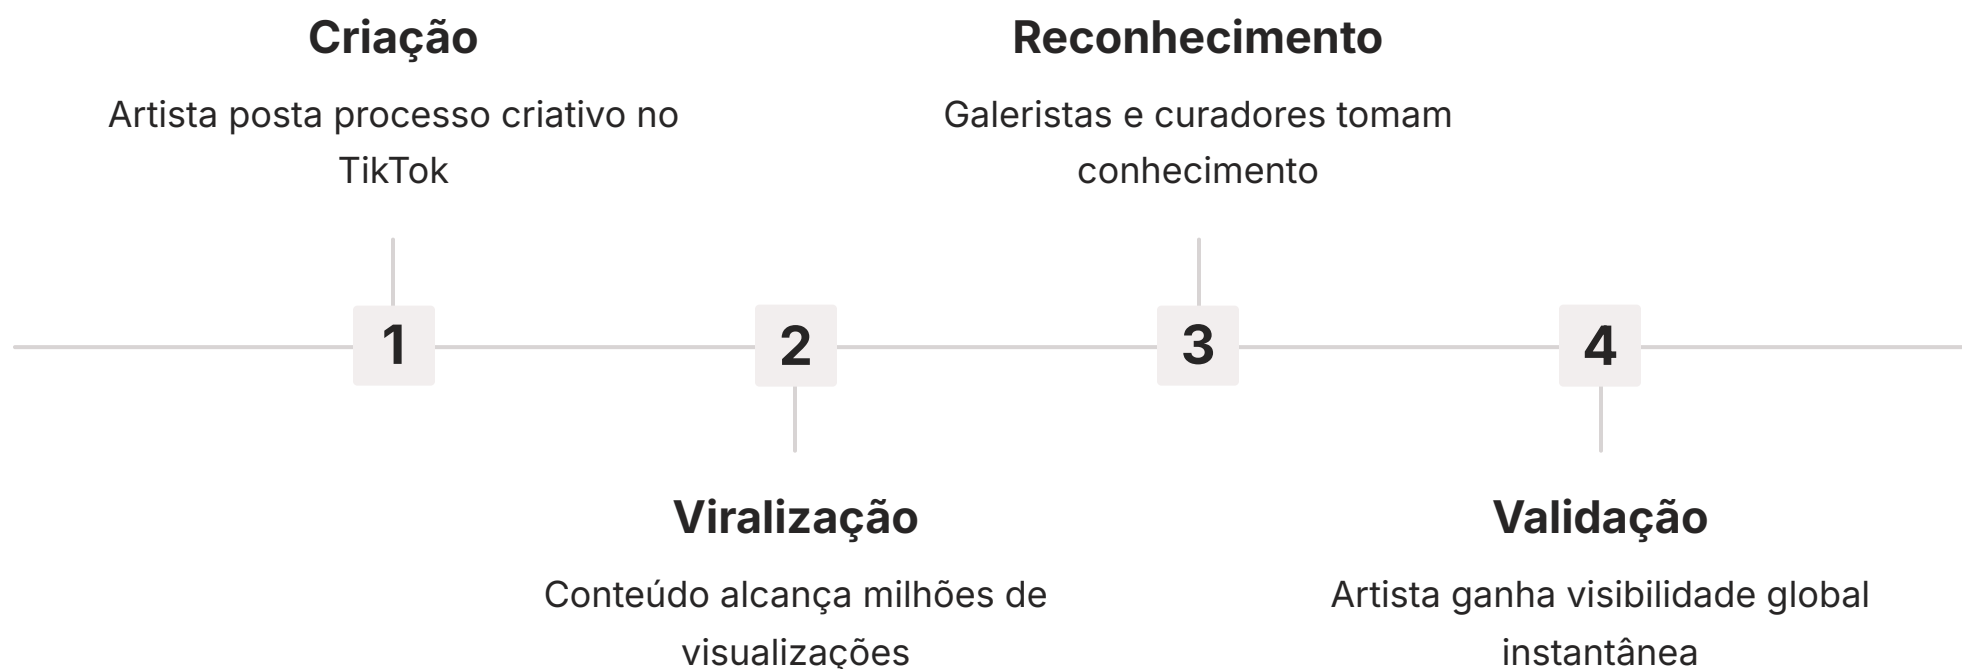 Criação
Artista posta processo criativo no
TikTok
Reconhecimento
Galeristas e curadores tomam
conhecimento
1
2
3
4
Viralização
Conteúdo alcança milhões de
visualizações
Validação
Artista ganha visibilidade global
instantânea